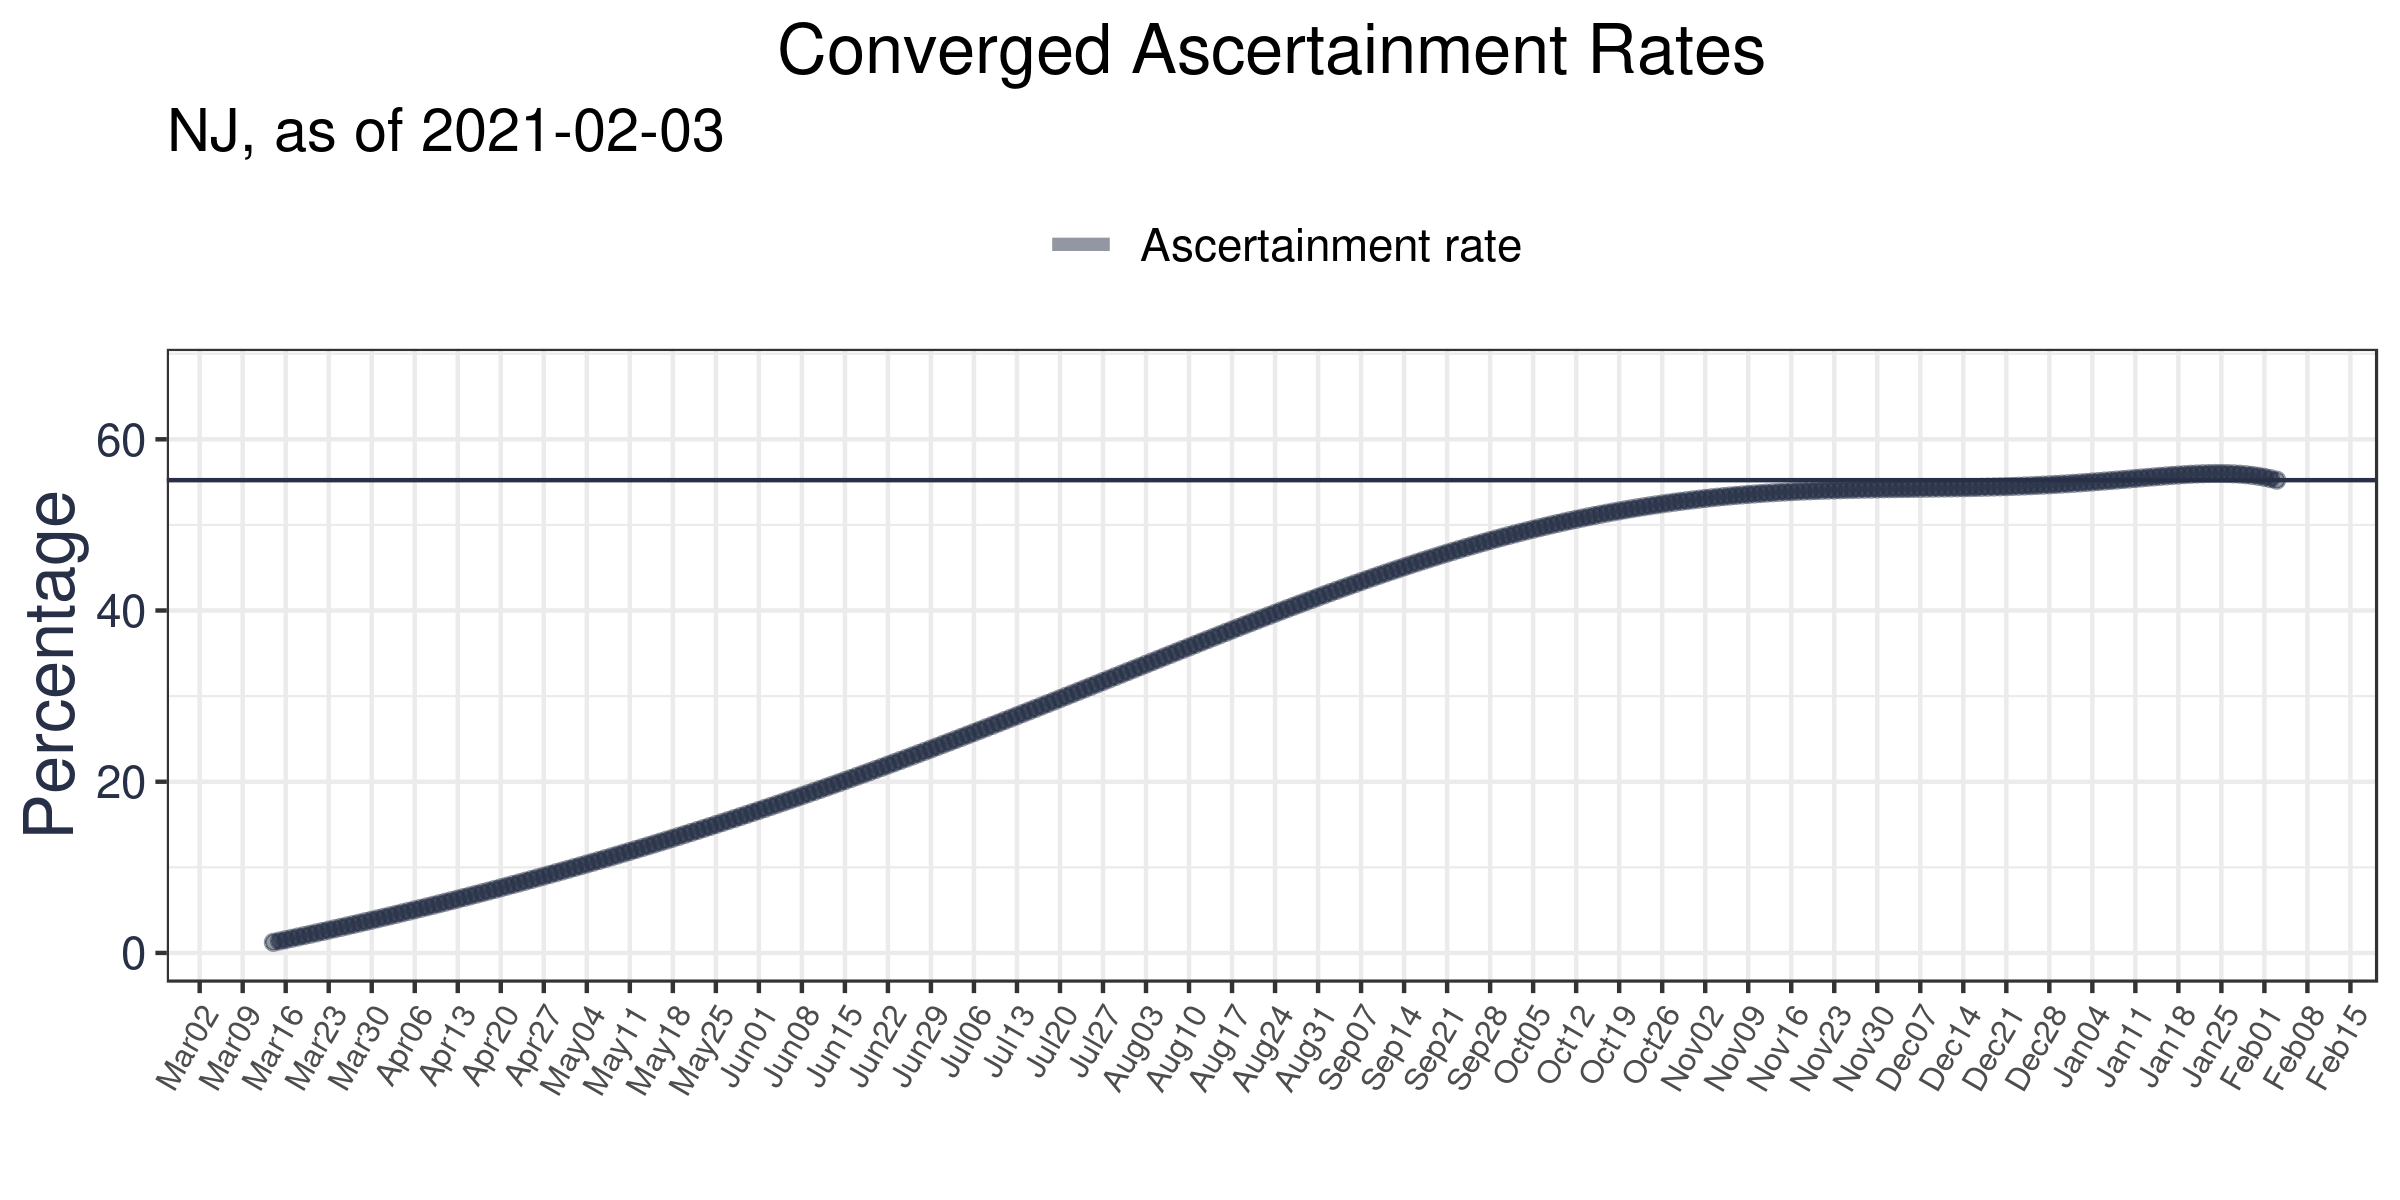 Converged Ascertainment Rates
NJ, as of 2021-02-03
Ascertainment rate
Percentage
60
40
20
0
Mar02 Mar09 Mar16 Mar23 Mar30 Apr06 Apr13 Apr20 Apr27 May04 May11 May18 May25 Jun01 Jun08 Jun15 Jun22 Jun29 Jul06 Jul13 Jul20 Jul27 Aug03 Aug10 Aug17 Aug24 Aug31 Sep07 Sep14 Sep21 Sep28 Oct05 Oct12 Oct19 Oct26 Nov02 Nov09 Nov16 Nov23 Nov30 Dec07 Dec14 Dec21 Dec28 Jan04 Jan11 Jan18 Jan25 Feb01 Feb08 Feb15